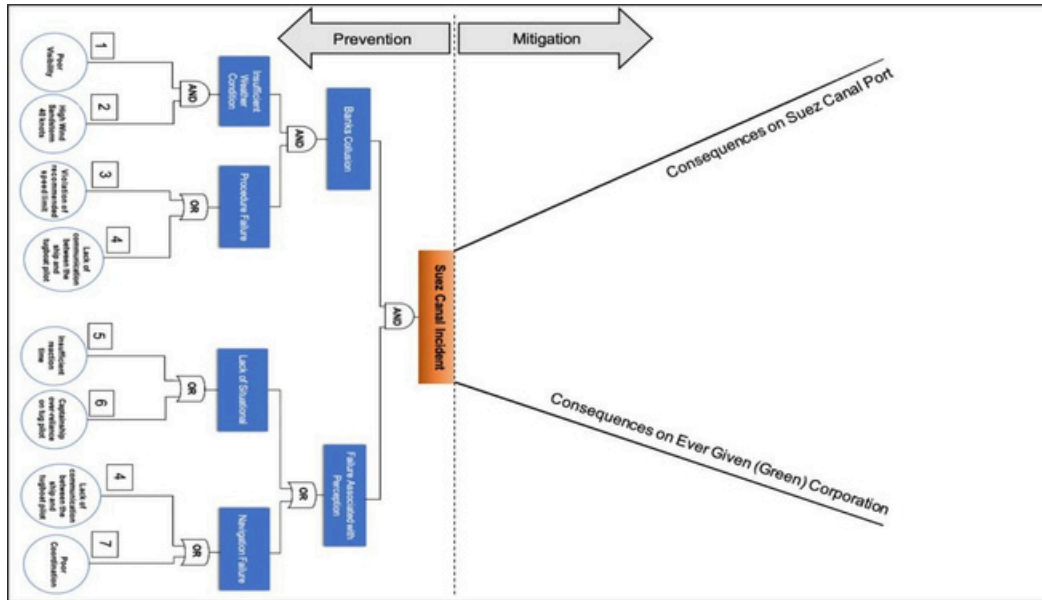 Prevention
Mitigation
1
Poor
Visibility
2
High Wind
Sandstorm
40 knots
AND
Insufficient
Weather
Condition
3
Violation of
recommended
speed limit
4
Lack of
communication
between the
ship and
tugboat pilot
OR
Procedure Failure
AND
Banks Collusion
5
Insufficient
reaction
time
6
Captainship
over-reliance
on tug pilot
OR
Lack of Situational
4
Lack of
communication
between the
ship and
tugboat pilot
7
Poor
Coordination
OR
Navigation Failure
OR
Failure Associated with
Perception
AND
Suez Canal Incident
Consequences on Suez Canal Port
Consequences on Ever Given (Green) Corporation